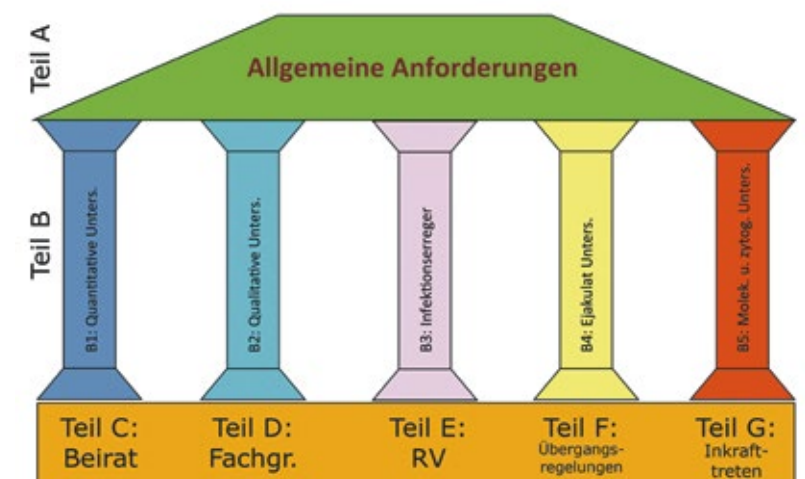 Teil A
Allgemeine Anforderungen
Teil B
B1: Quantitative Unters.
B2: Qualitative Unters.
B3: Infektionserreger
B4: Ejakulat Unters.
B5: Molek. u. zytog. Unters.
Teil C:
Beirat
Teil D:
Fachgr.
Teil E:
RV
Teil F:
Übergangs-
regelungen
Teil G:
Inkraft-
treten